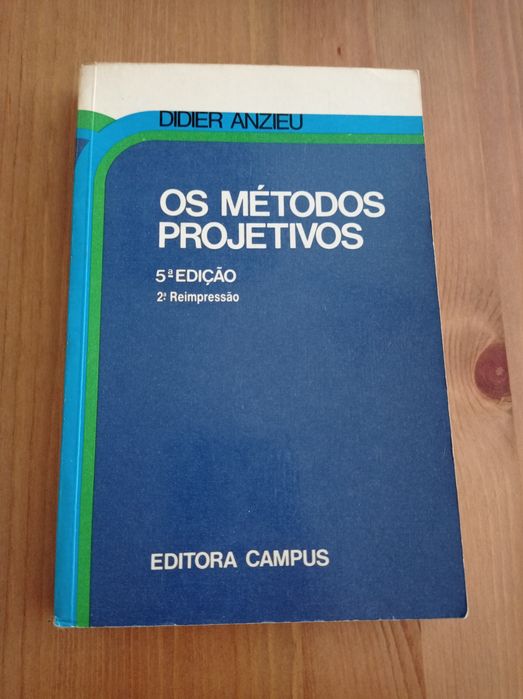 DIDIER ANZIEU
OS MÉTODOS
PROJETIVOS
5ª EDIÇÃO
2ª Reimpressão
EDITORA CAMPUS